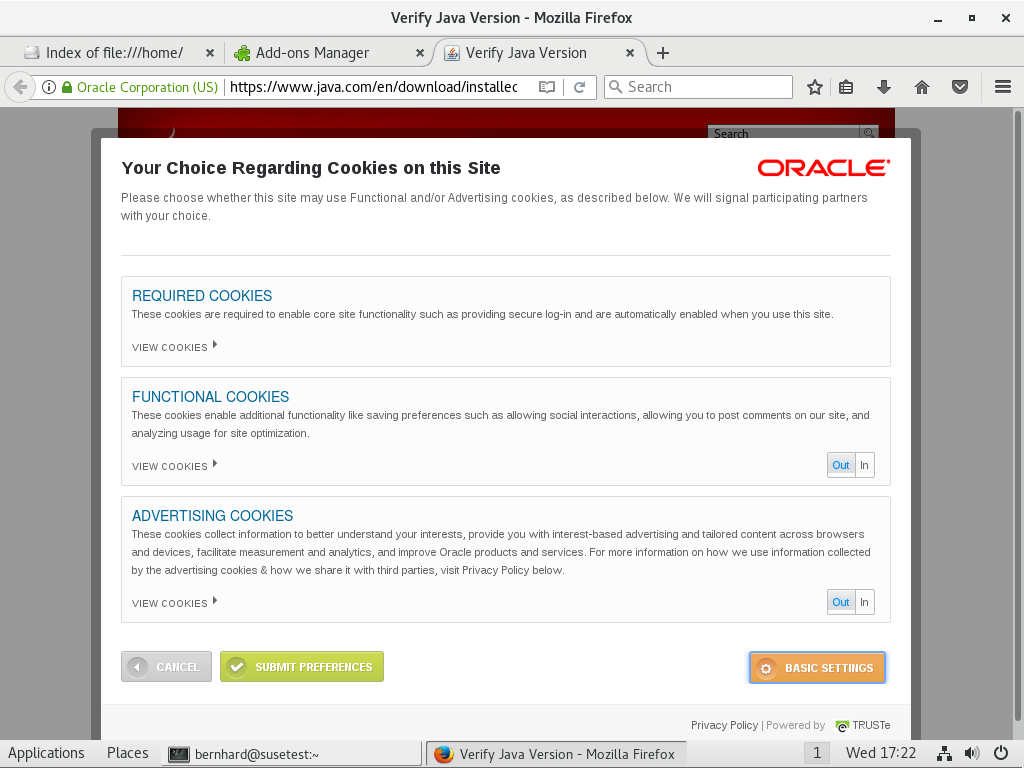 Verify Java Version - Mozilla Firefox
Index of file:///home/
Add-ons Manager
Verify Java Version
Oracle Corporation (US)
https://www.java.com/en/download/installec
Search
Search
Your Choice Regarding Cookies on this Site
ORACLE
Please choose whether this site may use Functional and/or Advertising cookies, as described below. We will signal participating partners
with your choice.
REQUIRED COOKIES
These cookies are required to enable core site functionality such as providing secure log-in and are automatically enabled when you use this site.
VIEW COOKIES
FUNCTIONAL COOKIES
These cookies enable additional functionality like saving preferences such as allowing social interactions, allowing you to post comments on our site, and
analyzing usage for site optimization.
VIEW COOKIES
Out In
ADVERTISING COOKIES
These cookies collect information to better understand your interests, provide you with interest-based advertising and tailored content across browsers
and devices, facilitate measurement and analytics, and improve Oracle products and services. For more information on how we use information collected
by the advertising cookies & how we share it with third parties, visit Privacy Policy below.
VIEW COOKIES
Out In
CANCEL
SUBMIT PREFERENCES
BASIC SETTINGS
Privacy Policy | Powered by TRUSTe
Applications
Places
bernhard@susetest:~
Verify Java Version - Mozilla Firefox
1
Wed 17:22